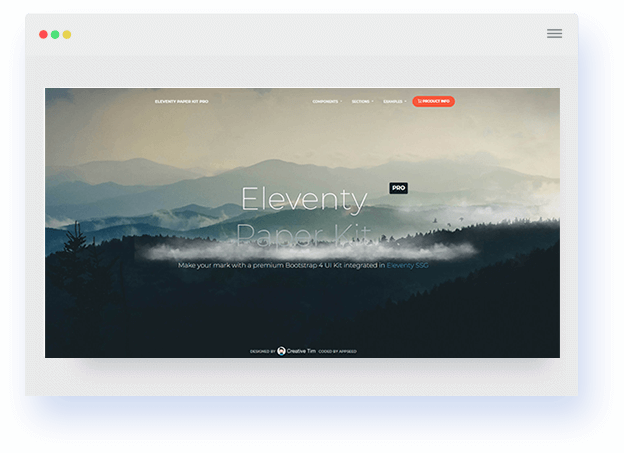 ELEVENTY PAPER KIT PRO
COMPONENTS SECTIONS EXAMPLES PRODUCT INFO
Eleventy PRO
Paper Kit
Make your mark with a premium Bootstrap 4 UI Kit integrated in Eleventy SSG
DESIGNED BY Creative Tim CODED BY APPSEED